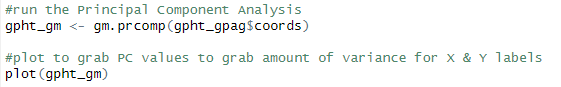 #run the Principal Component Analysis
gpht_gm <- gm.prcomp(gpht_gpag$coords)
#plot to grab PC values to grab amount of variance for X & Y labels
plot(gpht_gm)